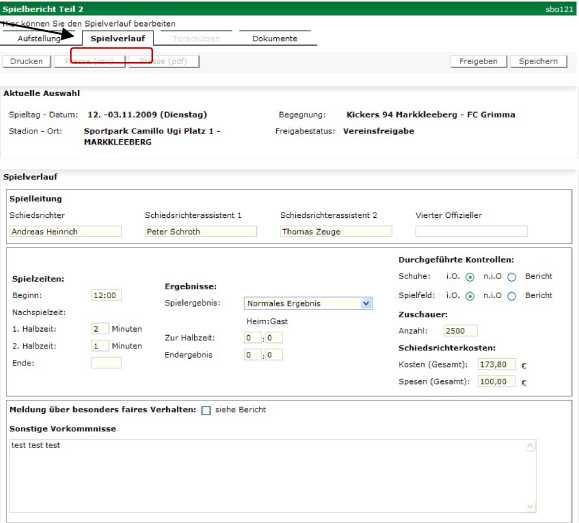 Spielbericht Teil 2 sbo121
Hier können Sie den Spielverlauf bearbeiten
Aufstellung Spielverlauf Torschützen Dokumente
Drucken Presse (pdf) Freigeben Speichern
Aktuelle Auswahl
Spieltag - Datum: 12. -03.11.2009 (Dienstag) Begegnung: Kickers 94 Markkleeberg - FC Grimma
Stadion - Ort: Sportpark Camillo Ugi Platz 1 - Freigabestatus: Vereinsfreigabe
MARKKLEEBERG
Spielverlauf
Spielleitung
Schiedsrichter Schiedsrichterassistent 1 Schiedsrichterassistent 2 Vierter Offizieller
Andreas Heinrich Peter Schroth Thomas Zeuge
Durchgeführte Kontrollen:
Spielzeiten: Ergebnisse: Schuhe: i.O. n.i.O Bericht
Beginn: 12:00 Spielergebnis: Normales Ergebnis Spielfeld: i.O. n.i.O Bericht
Nachspielzeit: Heim:Gast Zuschauer:
1. Halbzeit: 2 Minuten Zur Halbzeit: 0 : 0 Anzahl: 2500
2. Halbzeit: 1 Minuten Endergebnis 0 : 0 Schiedsrichterkosten:
Ende: Kosten (Gesamt): 173,80 €
Spesen (Gesamt): 100,00 €
Meldung über besonders faires Verhalten: siehe Bericht
Sonstige Vorkommnisse
test test test